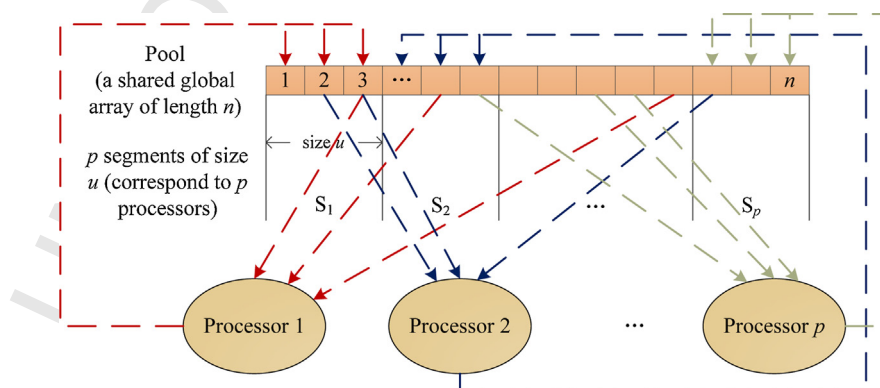 Pool
(a shared global
array of length n)
1 2 3 ... n
size u
p segments of size
u (correspond to p
processors)
S1 S2 ... Sp
Processor 1 Processor 2 ... Processor p